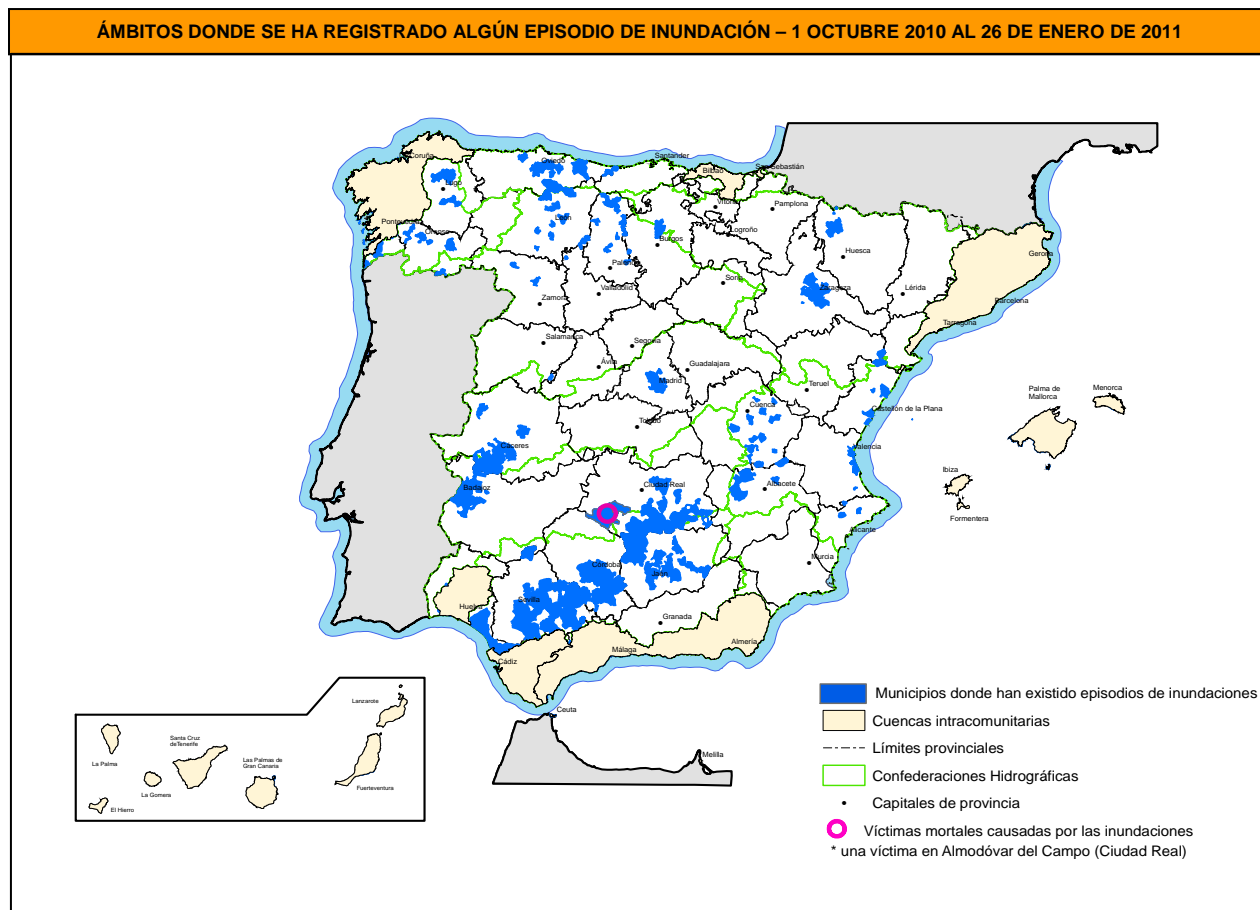 ÁMBITOS DONDE SE HA REGISTRADO ALGÚN EPISODIO DE INUNDACIÓN – 1 OCTUBRE 2010 AL 26 DE ENERO DE 2011
Coruña
Oviedo
Santander
Bilbao
San Sebastián
Lugo
Vitoria
Pamplona
Pontevedra
Orense
León
Logroño
Burgos
Huesca
Gerona
Palencia
Soria
Zaragoza
Lérida
Barcelona
Zamora
Valladolid
Tarragona
Salamanca
Segovia
Ávila
Guadalajara
Madrid
Teruel
Palma de
Mallorca
Menorca
Cuenca
Castellón de la Plana
Toledo
Cáceres
Valencia
Ibiza
Badajoz
Ciudad Real
Albacete
Formentera
Alicante
Córdoba
Jaén
Murcia
Huelva
Sevilla
Granada
Almería
Málaga
Cádiz
Ceuta
Melilla
Lanzarote
Santa Cruz
deTenerife
La Palma
Las Palmas de
Gran Canaria
La Gomera
Fuerteventura
El Hierro
Municipios donde han existido episodios de inundaciones
Cuencas intracomunitarias
Límites provinciales
Confederaciones Hidrográficas
Capitales de provincia
Víctimas mortales causadas por las inundaciones
* una víctima en Almodóvar del Campo (Ciudad Real)